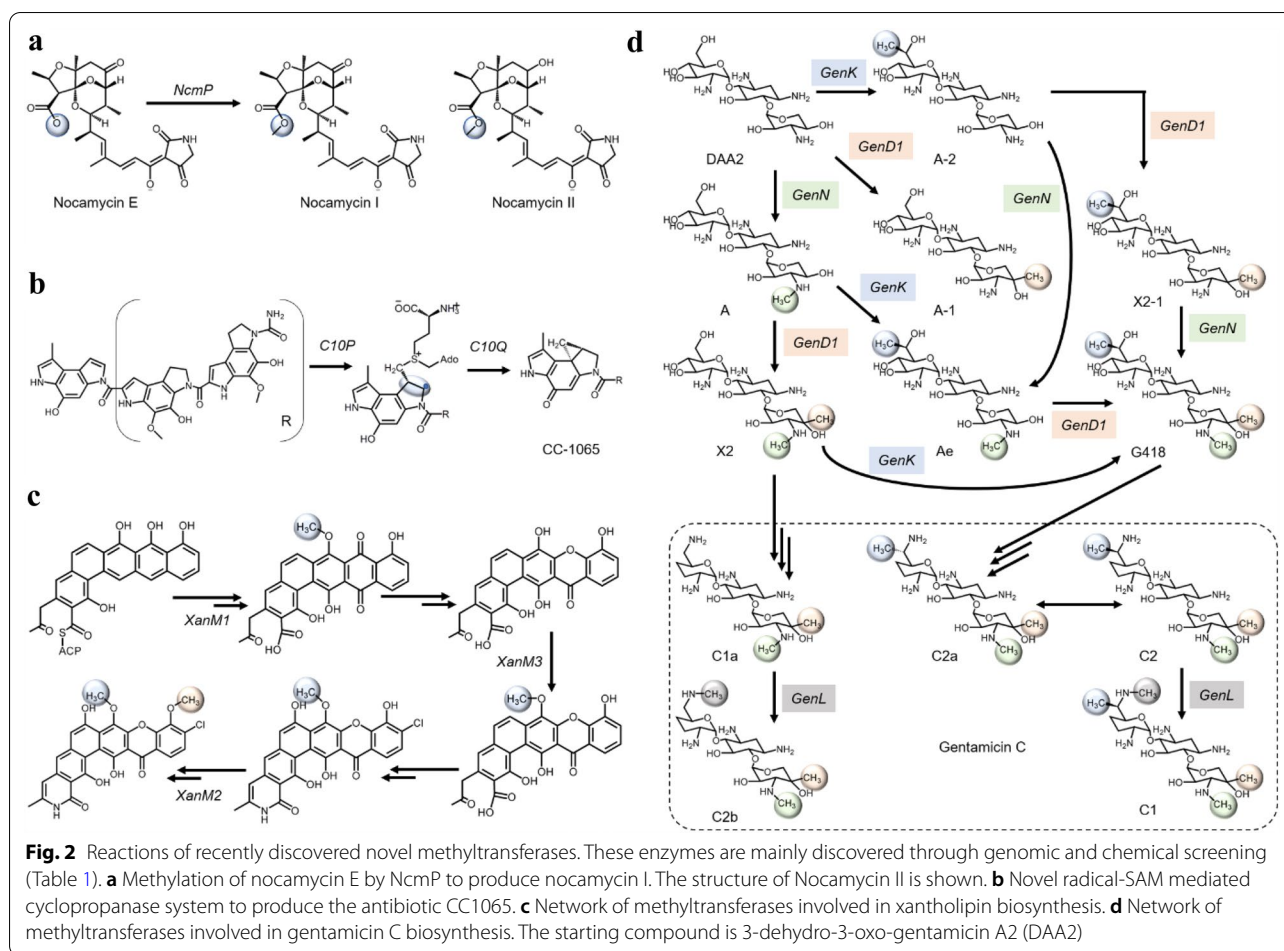 a
NcmP
Nocamycin E
Nocamycin I
Nocamycin II
b
C10P
C10Q
R
Ado
CC-1065
c
XanM1
XanM3
XanM2
ACP
d
GenK
GenD1
GenD1
DAA2
A-2
GenN
GenN
A
GenK
A-1
X2-1
GenD1
GenN
X2
Ae
GenD1
G418
GenK
C1a
C2a
C2
GenL
GenL
Gentamicin C
C2b
C1
Fig. 2 Reactions of recently discovered novel methyltransferases. These enzymes are mainly discovered through genomic and chemical screening
(Table 1). a Methylation of nocamycin E by NcmP to produce nocamycin I. The structure of Nocamycin II is shown. b Novel radical-SAM mediated
cyclopropanase system to produce the antibiotic CC1065. c Network of methyltransferases involved in xantholipin biosynthesis. d Network of
methyltransferases involved in gentamicin C biosynthesis. The starting compound is 3-dehydro-3-oxo-gentamicin A2 (DAA2)